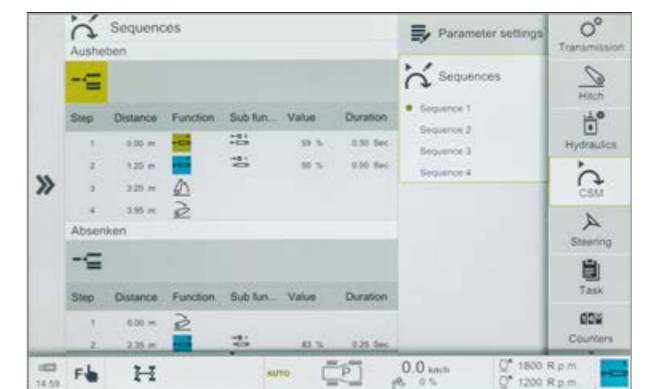 Sequences
Ausheben
Step Distance Function Sub fun... Value Duration
1 0.00 m 59 % 0.50 Sec.
2 1.20 m 50 % 0.00 Sec.
3 3.20 m
4 3.95 m
Absenken
Step Distance Function Sub fun... Value Duration
1 0.00 m
2 2.35 m 83 % 0.25 Sec.
Parameter settings
Sequences
Sequence 1
Sequence 2
Sequence 3
Sequence 4
Transmission
Hitch
Hydraulics
CSM
Steering
Task
Counters
14:59
F
AUTO
P
0.0 km/h
0 %
1800 R.p.m.
1200 R.p.m.